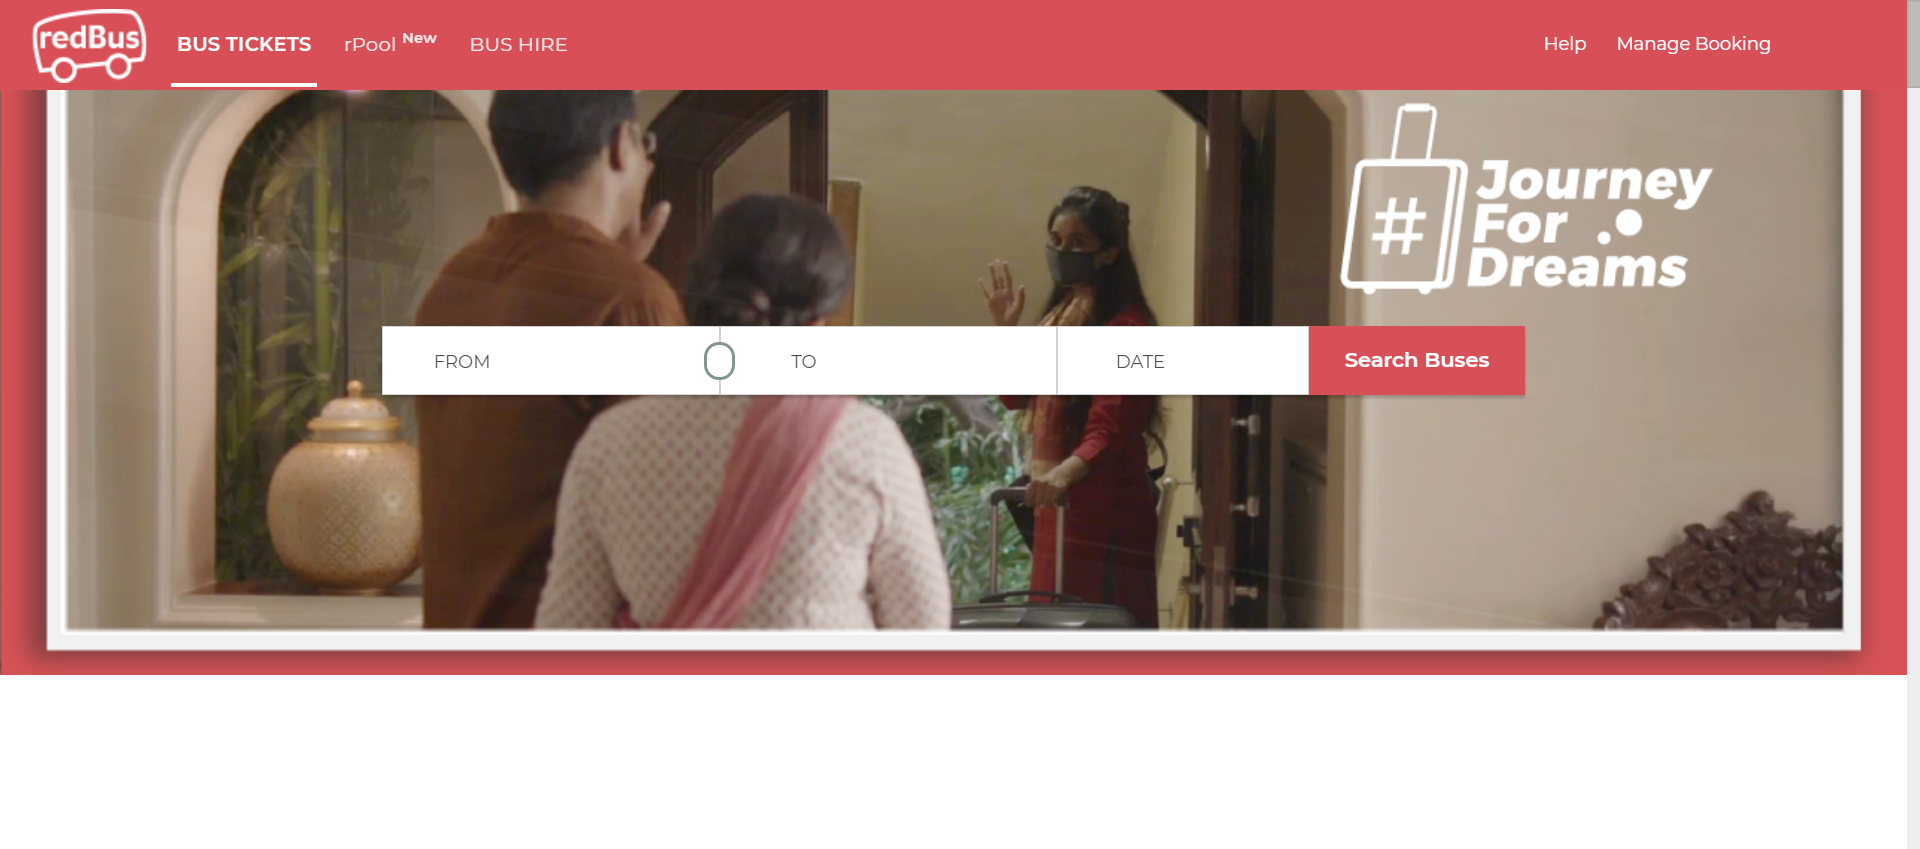 redBus
BUS TICKETS
rPool New
BUS HIRE
Help
Manage Booking
# Journey
For
Dreams
FROM
TO
DATE
Search Buses